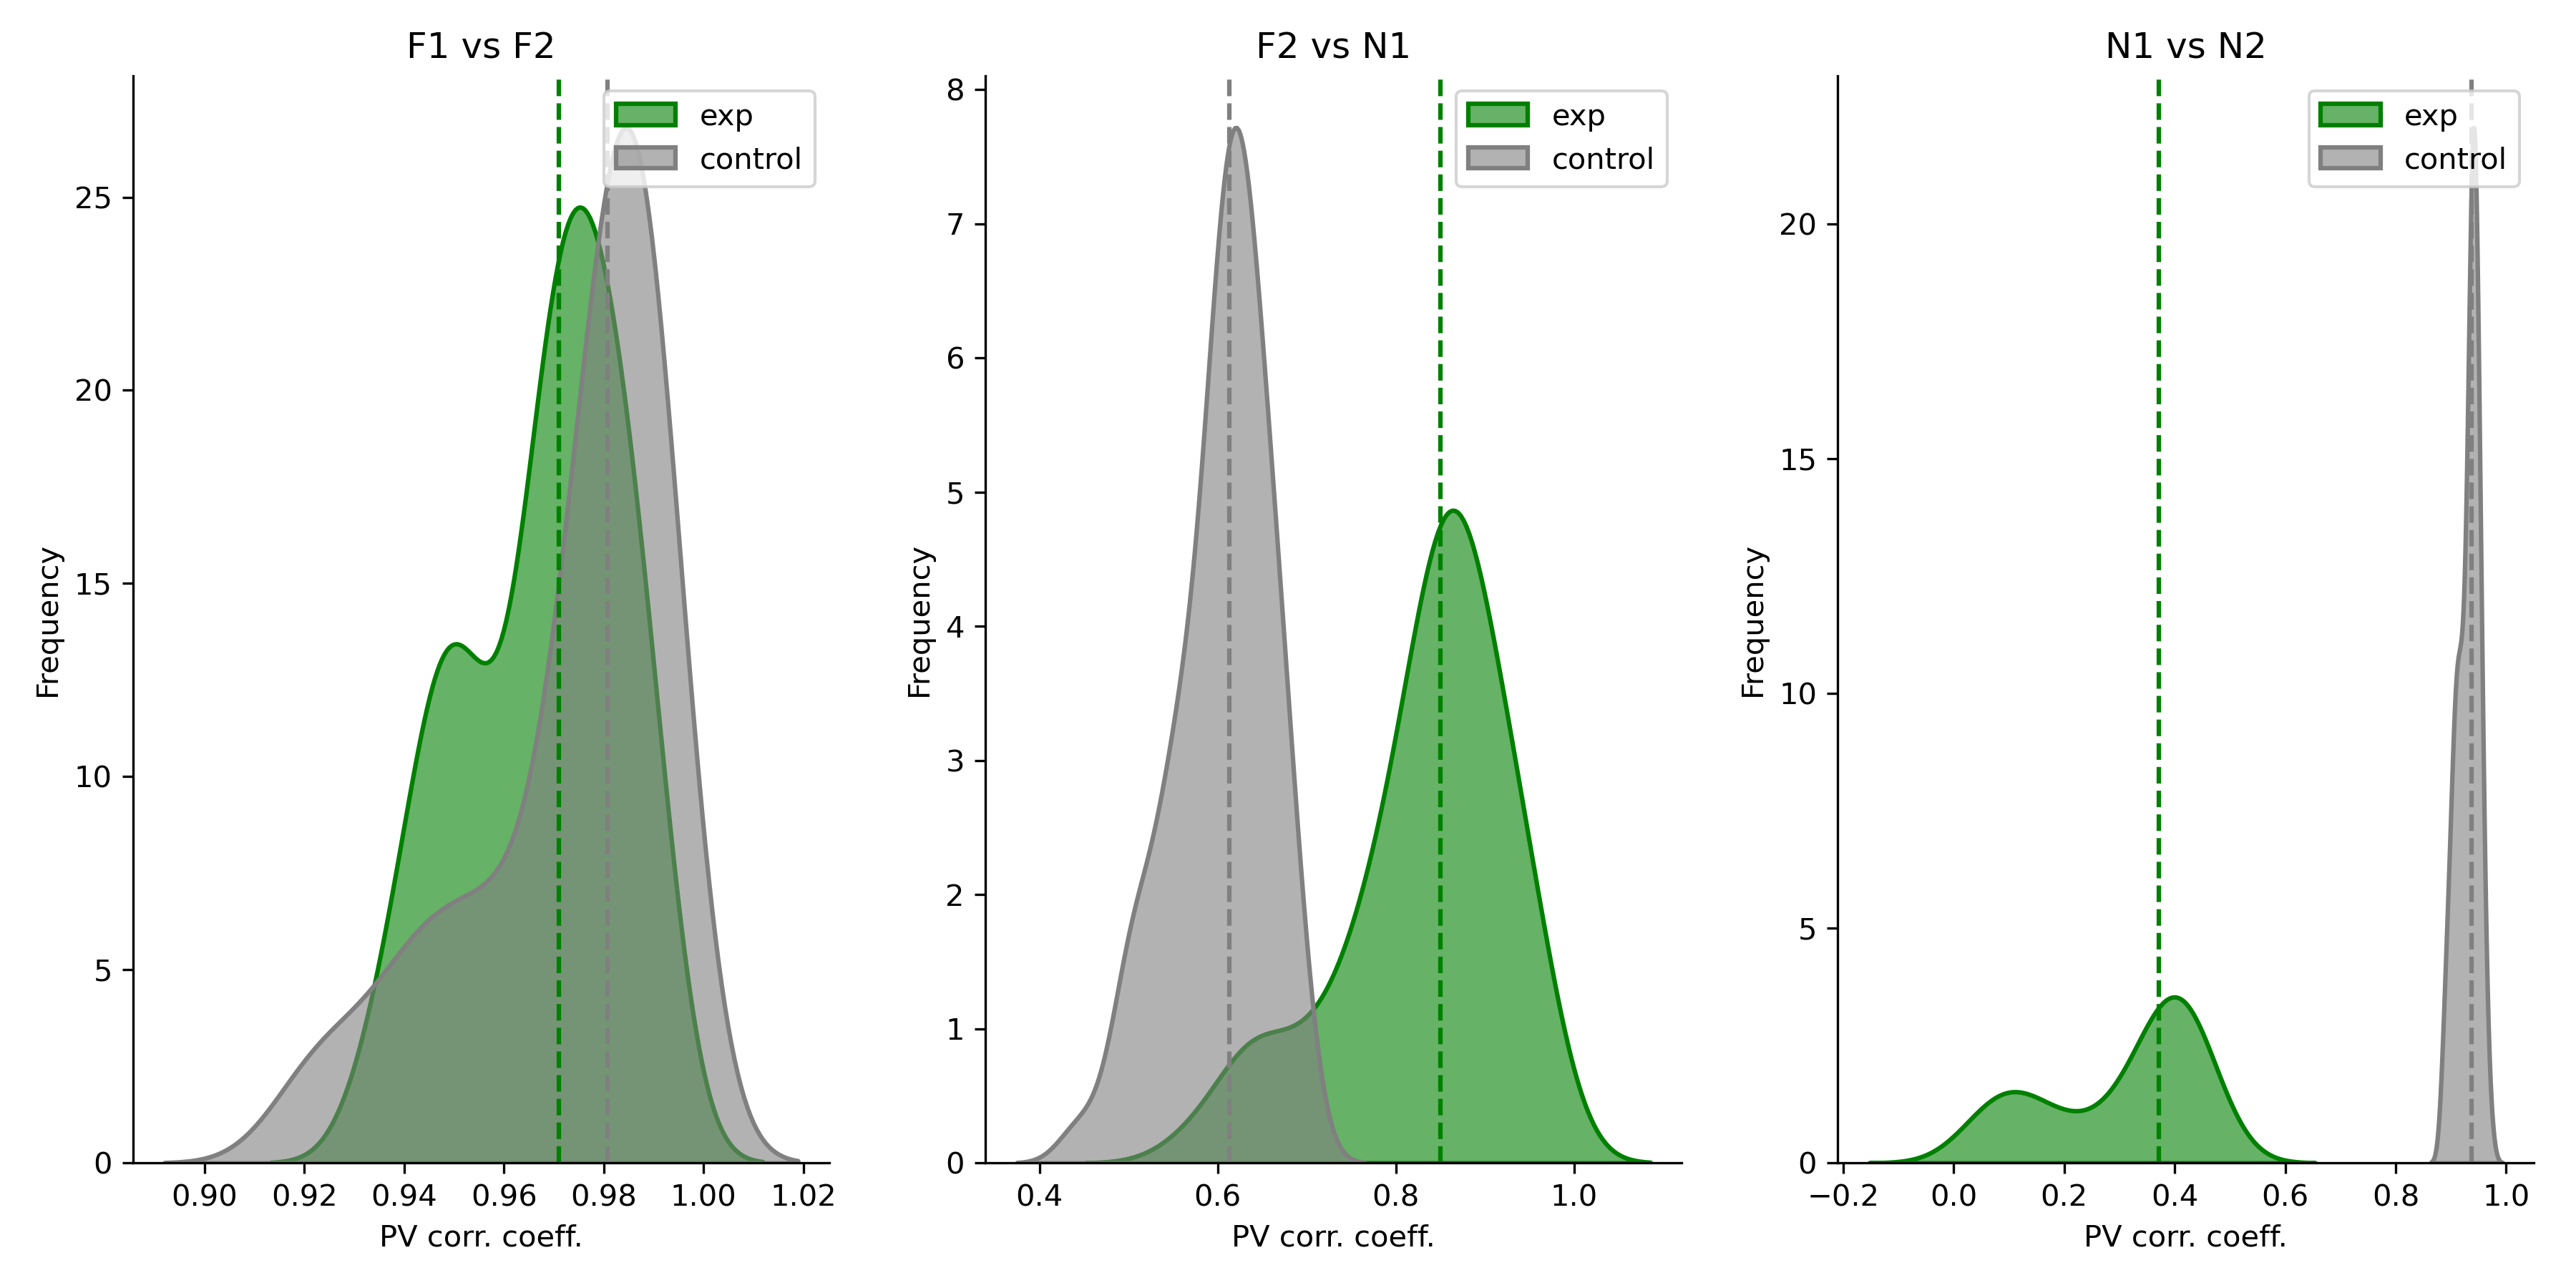 F1 vs F2
exp
control
25
20
15
10
5
0
Frequency
0.90 0.92 0.94 0.96 0.98 1.00 1.02
PV corr. coeff.
F2 vs N1
exp
control
8
7
6
5
4
3
2
1
0
Frequency
0.4 0.6 0.8 1.0
PV corr. coeff.
N1 vs N2
exp
control
20
15
10
5
0
Frequency
−0.2 0.0 0.2 0.4 0.6 0.8 1.0
PV corr. coeff.